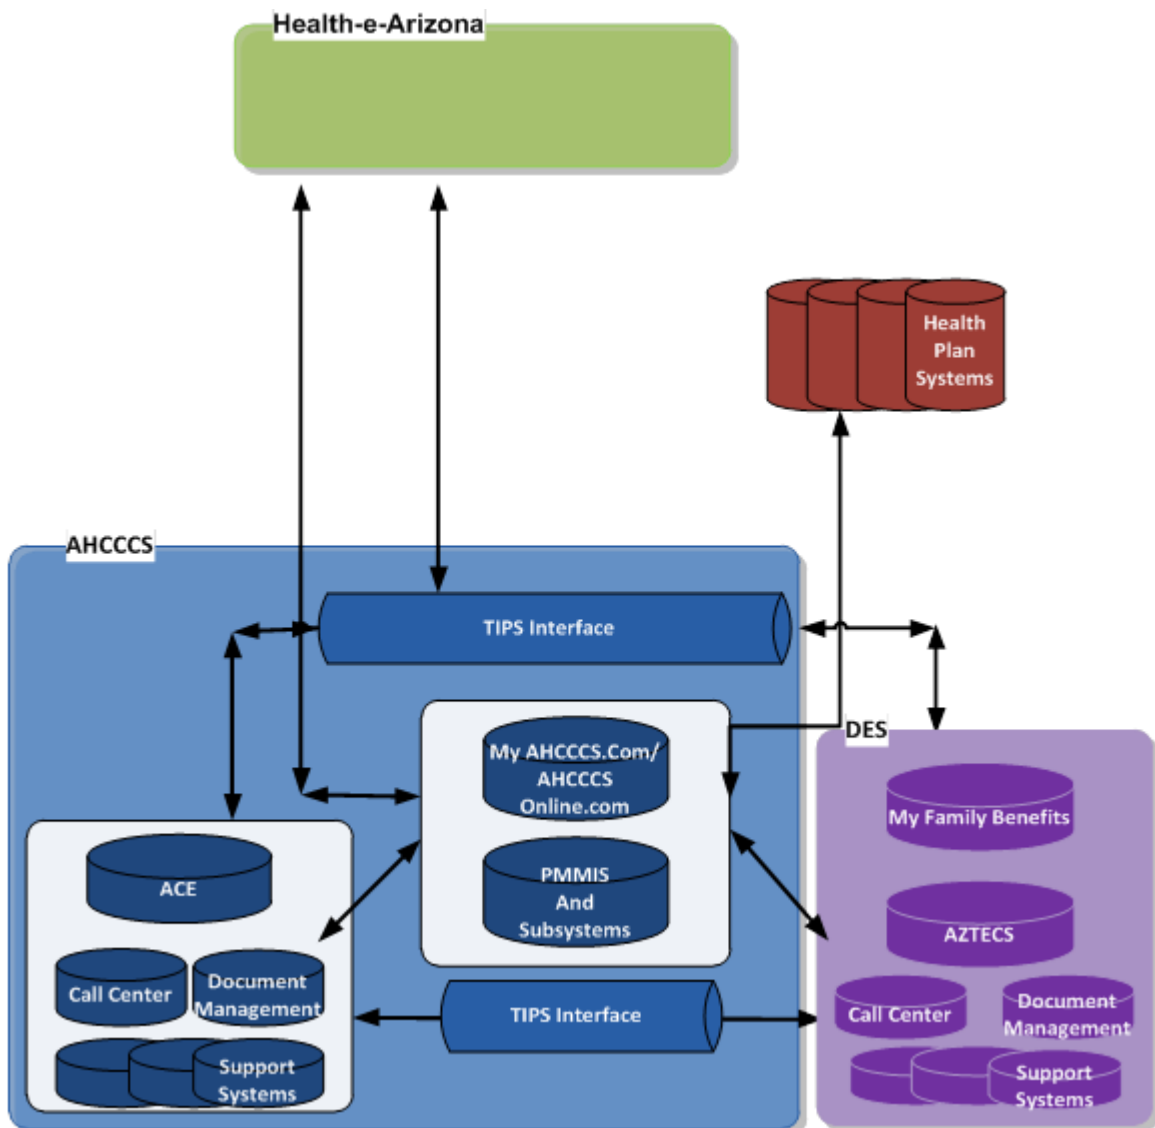 Health-e-Arizona
Health
Plan
Systems
AHCCCS
TIPS Interface
My AHCCCS.Com/
AHCCCS
Online.com
PMMIS
And
Subsystems
ACE
Call Center
Document
Management
Support
Systems
TIPS Interface
DES
My Family Benefits
AZTECS
Call Center
Document
Management
Support
Systems